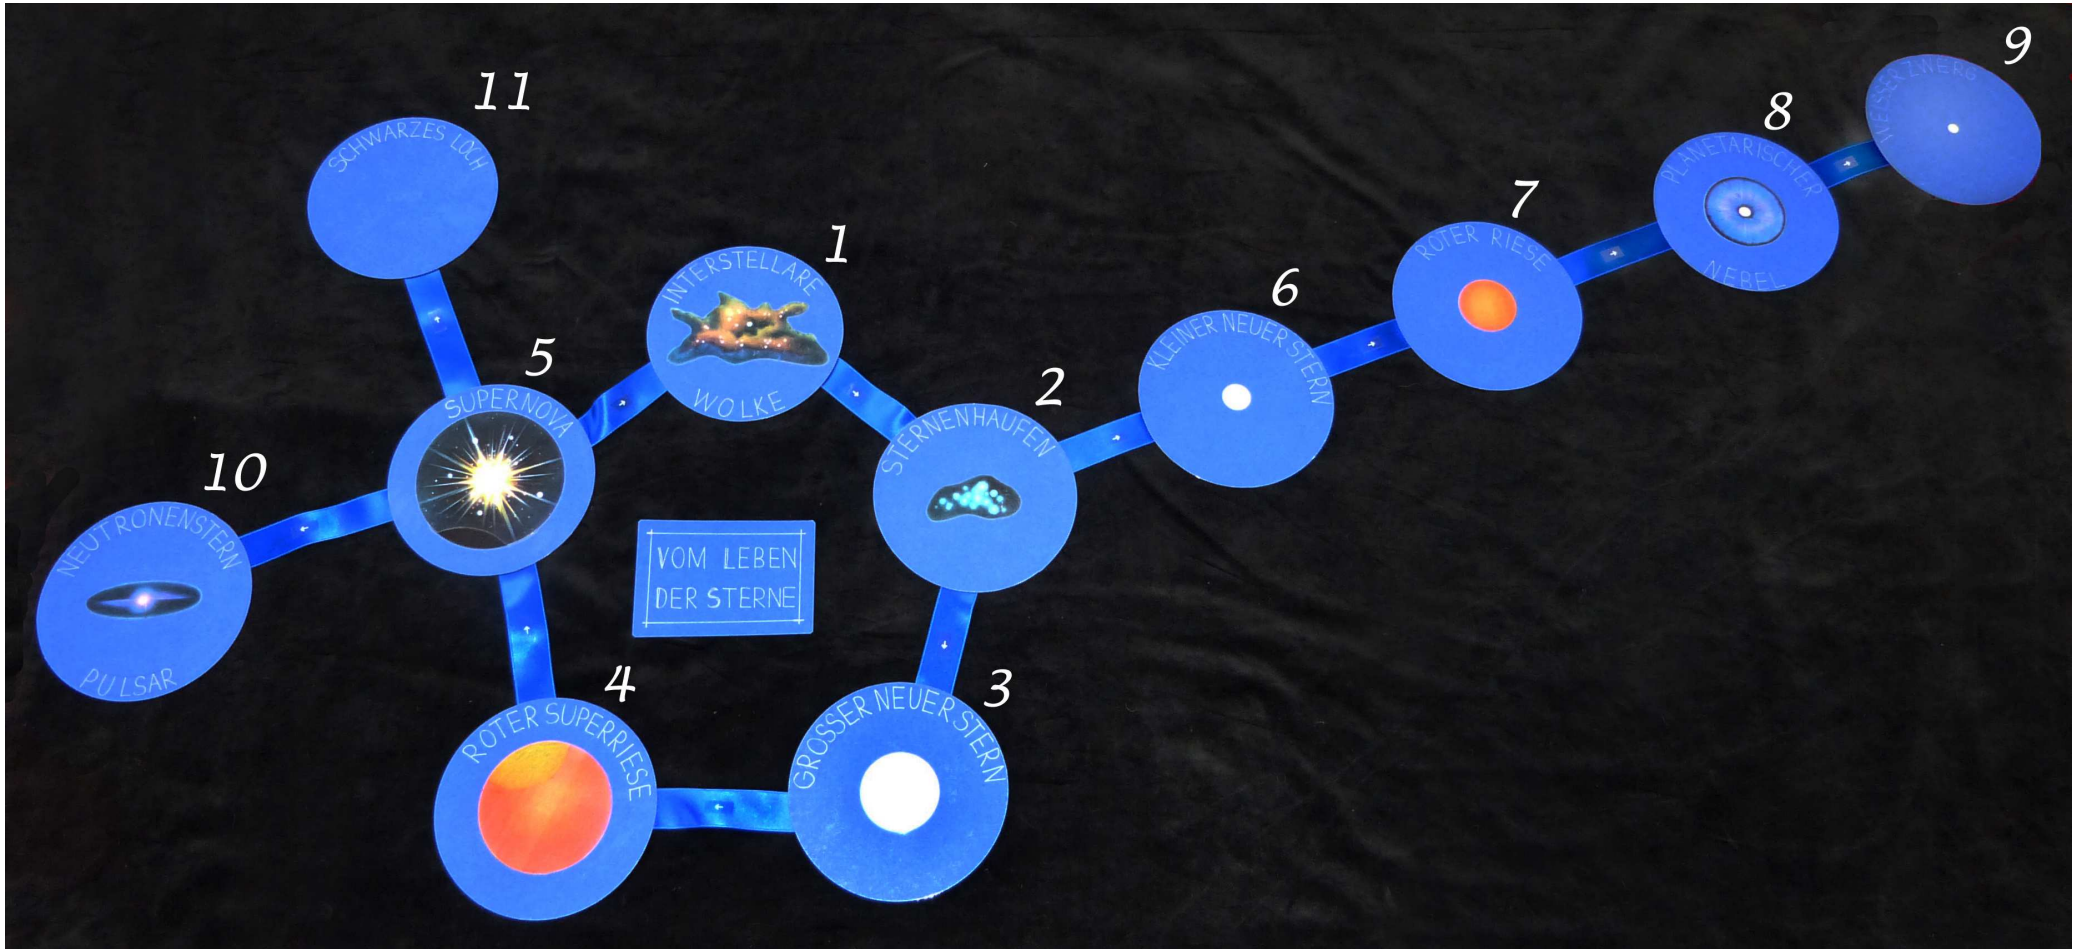 11
SCHWARZES LOCH
1
INTERSTELLARE
WOLKE
5
SUPERNOVA
2
STERNENHAUFEN
6
KLEINER NEUER STERN
7
ROTER RIESE
8
PLANETARISCHER
NEBEL
9
WEISSER ZWERG
10
NEUTRONENSTERN
PULSAR
VOM LEBEN
DER STERNE
4
ROTER SUPERRIESE
3
GROSSER NEUER STERN